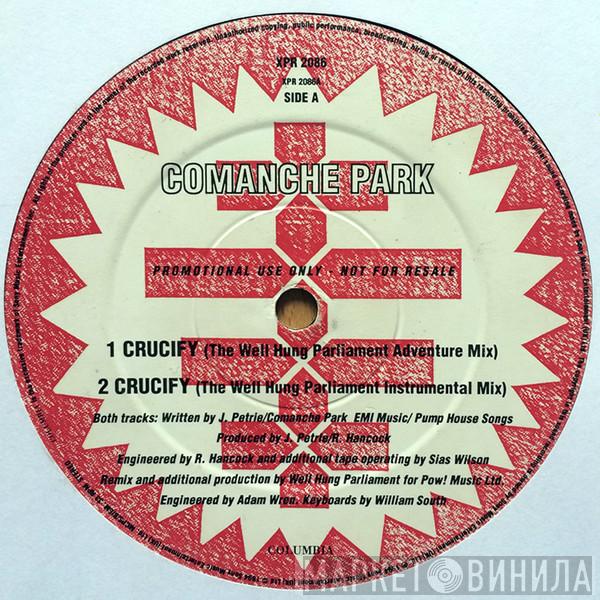 XPR 2086
XPR 2086A
SIDE A
COMANCHE PARK
PROMOTIONAL USE ONLY - NOT FOR RESALE
1 CRUCIFY (The Well Hung Parliament Adventure Mix)
2 CRUCIFY (The Well Hung Parliament Instrumental Mix)
Both tracks: Written by J. Petrie/Comanche Park EMI Music/ Pump House Songs
Produced by J. Petrie/R. Hancock
Engineered by R. Hancock and additional tape operating by Sias Wilson
Remix and additional production by Well Hung Parliament for Pow! Music Ltd.
Engineered by Adam Wren. Keyboards by William South
COLUMBIA
МАРКЕТ ВИНИЛА